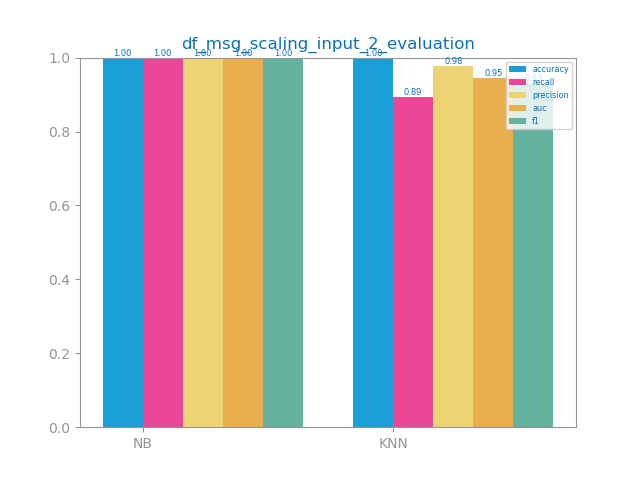 df_msg_scaling_input_2_evaluation
1.00 1.00 1.00 1.00 1.00 1.00 0.89 0.98 0.95
accuracy
recall
precision
auc
f1
1.0
0.8
0.6
0.4
0.2
0.0
NB KNN